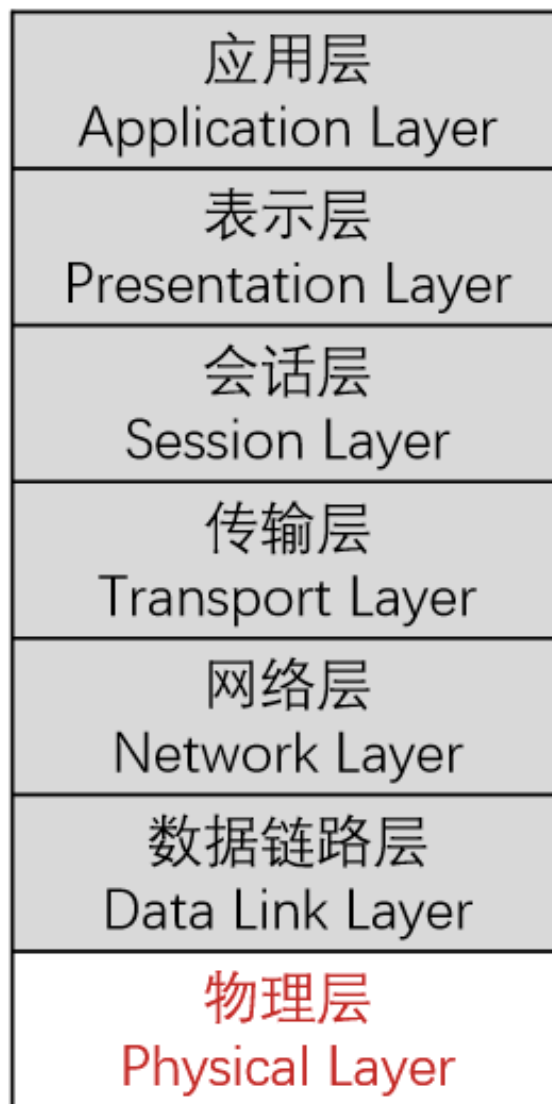 应用层
Application Layer
表示层
Presentation Layer
会话层
Session Layer
传输层
Transport Layer
网络层
Network Layer
数据链路层
Data Link Layer
物理层
Physical Layer